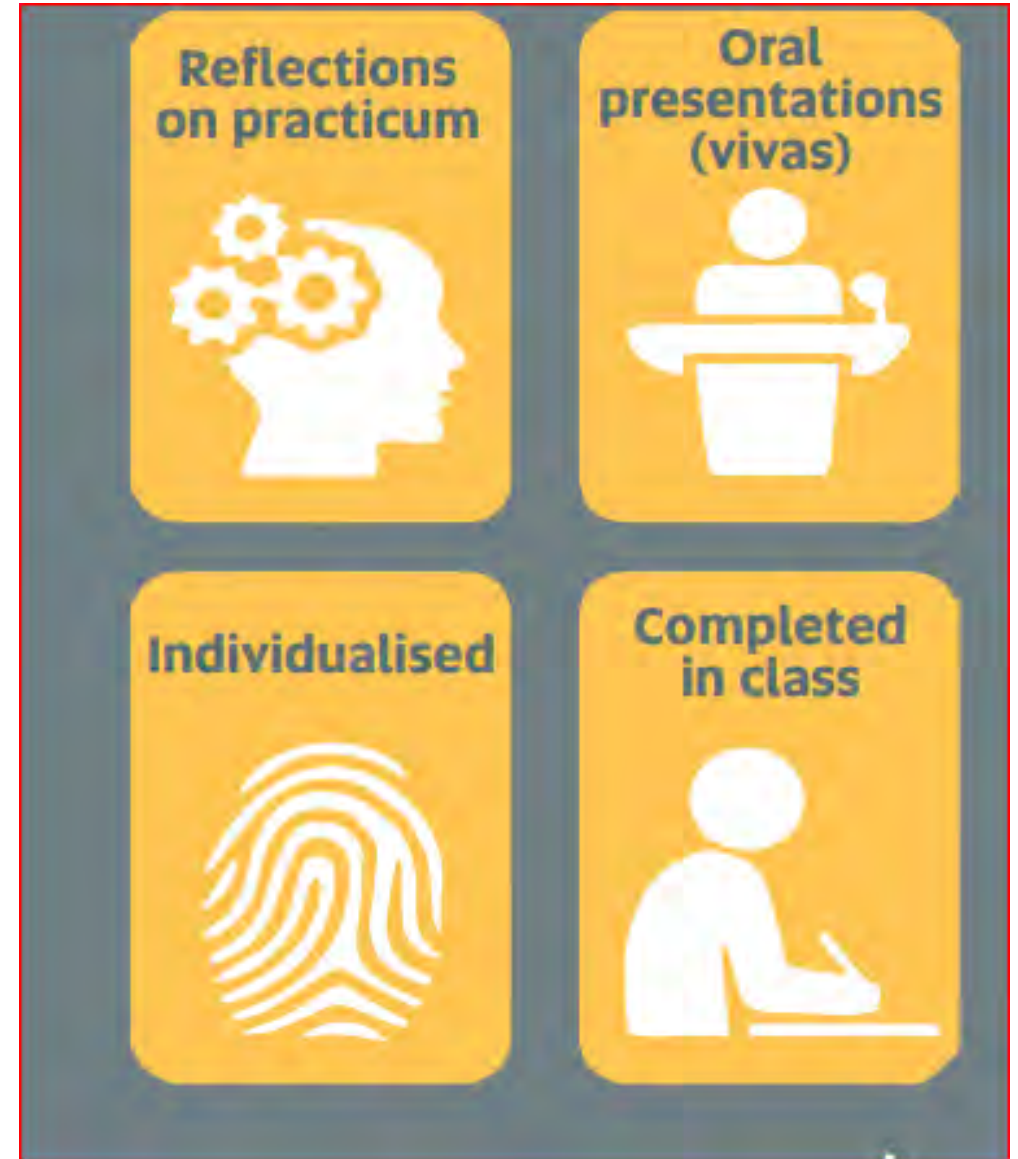 Reflections
on practicum
Oral
presentations
(vivas)
Individualised
Completed
in class